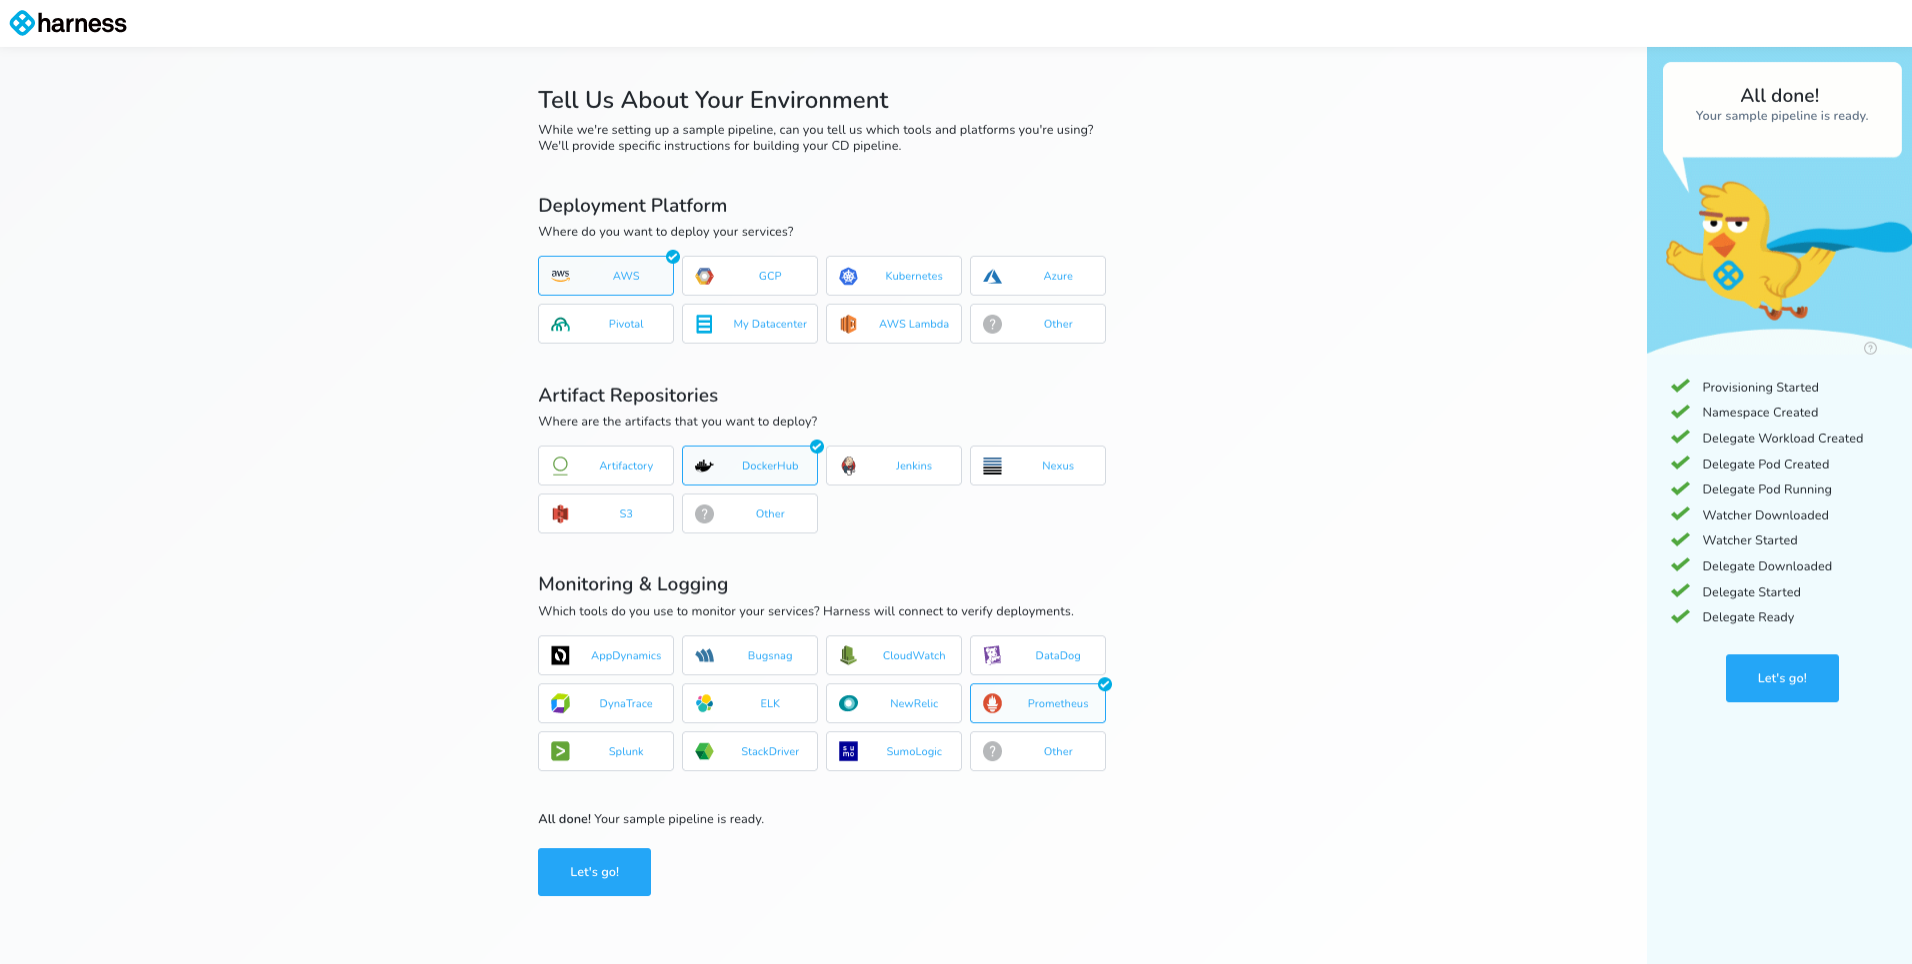 harness
Tell Us About Your Environment
While we're setting up a sample pipeline, can you tell us which tools and platforms you're using?
We'll provide specific instructions for building your CD pipeline.
Deployment Platform
Where do you want to deploy your services?
aws AWS
GCP
Kubernetes
Azure
Pivotal
My Datacenter
AWS Lambda
? Other
Artifact Repositories
Where are the artifacts that you want to deploy?
Artifactory
DockerHub
Jenkins
Nexus
S3
? Other
Monitoring & Logging
Which tools do you use to monitor your services? Harness will connect to verify deployments.
AppDynamics
Bugsnag
CloudWatch
DataDog
DynaTrace
ELK
NewRelic
Prometheus
> Splunk
StackDriver
su
mo
SumoLogic
? Other
All done! Your sample pipeline is ready.
Let's go!
All done!
Your sample pipeline is ready.
?
Provisioning Started
Namespace Created
Delegate Workload Created
Delegate Pod Created
Delegate Pod Running
Watcher Downloaded
Watcher Started
Delegate Downloaded
Delegate Started
Delegate Ready
Let's go!